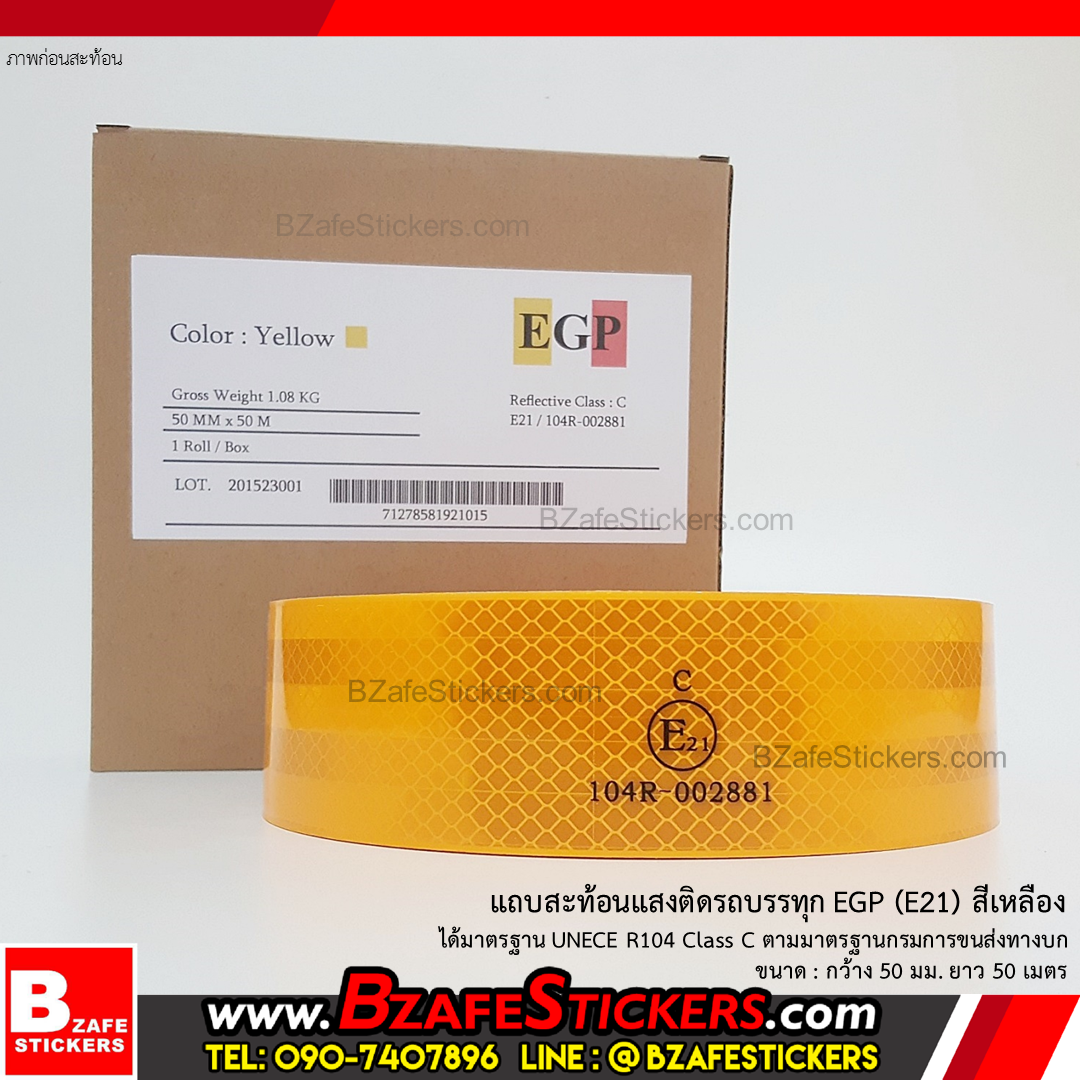 ภาพก่อนสะท้อน
BZafeStickers.com
Color : Yellow
EGP
Gross Weight 1.08 KG
50 MM x 50 M
1 Roll / Box
Reflective Class : C
E21 / 104R-002881
LOT. 201523001
71278581921015
BZafeStickers.com
BZafeStickers.com
C
E21
104R-002881
BZafeStickers.com
แถบสะท้อนแสงติดรถบรรทุก EGP (E21) สีเหลือง
ได้มาตรฐาน UNECE R104 Class C ตามมาตรฐานกรมการขนส่งทางบก
ขนาด : กว้าง 50 มม. ยาว 50 เมตร
BZAFE
STICKERS
www.BZAFESTICKERS.com
TEL: 090-7407896 LINE : @BZAFESTICKERS